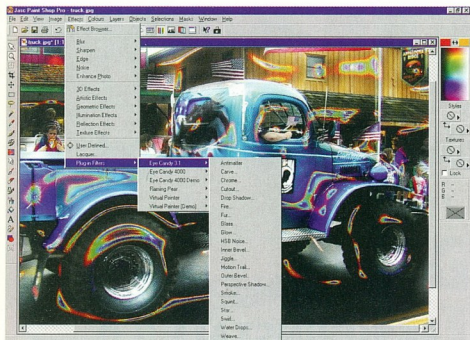 Jasc Paint Shop Pro - truck.jpg
File Edit View Image Effects Colours Layers Objects Selections Masks Window Help
truck.jpg* [1:1
Effect Browser...
Blur
Sharpen
Edge
Noise
Enhance Photo
3D Effects
Artistic Effects
Geometric Effects
Illumination Effects
Reflection Effects
Texture Effects
User Defined...
Lacquer...
Plugin Filters
Eye Candy 3.1
Eye Candy 4000
Eye Candy 4000 Demo
Flaming Pear
Virtual Painter
Virtual Painter [Demo]
Antimatter
Carve...
Chrome...
Cutout...
Drop Shadow...
Fire...
Fur...
Glass...
Glow...
HSB Noise...
Inner Bevel...
Jiggle...
Motion Trail...
Outer Bevel...
Perspective Shadow...
Smoke...
Squint...
Star...
Swirl...
Water Drops...
Weave...
Styles
Textures
Lock
R: -
G: -
B: -